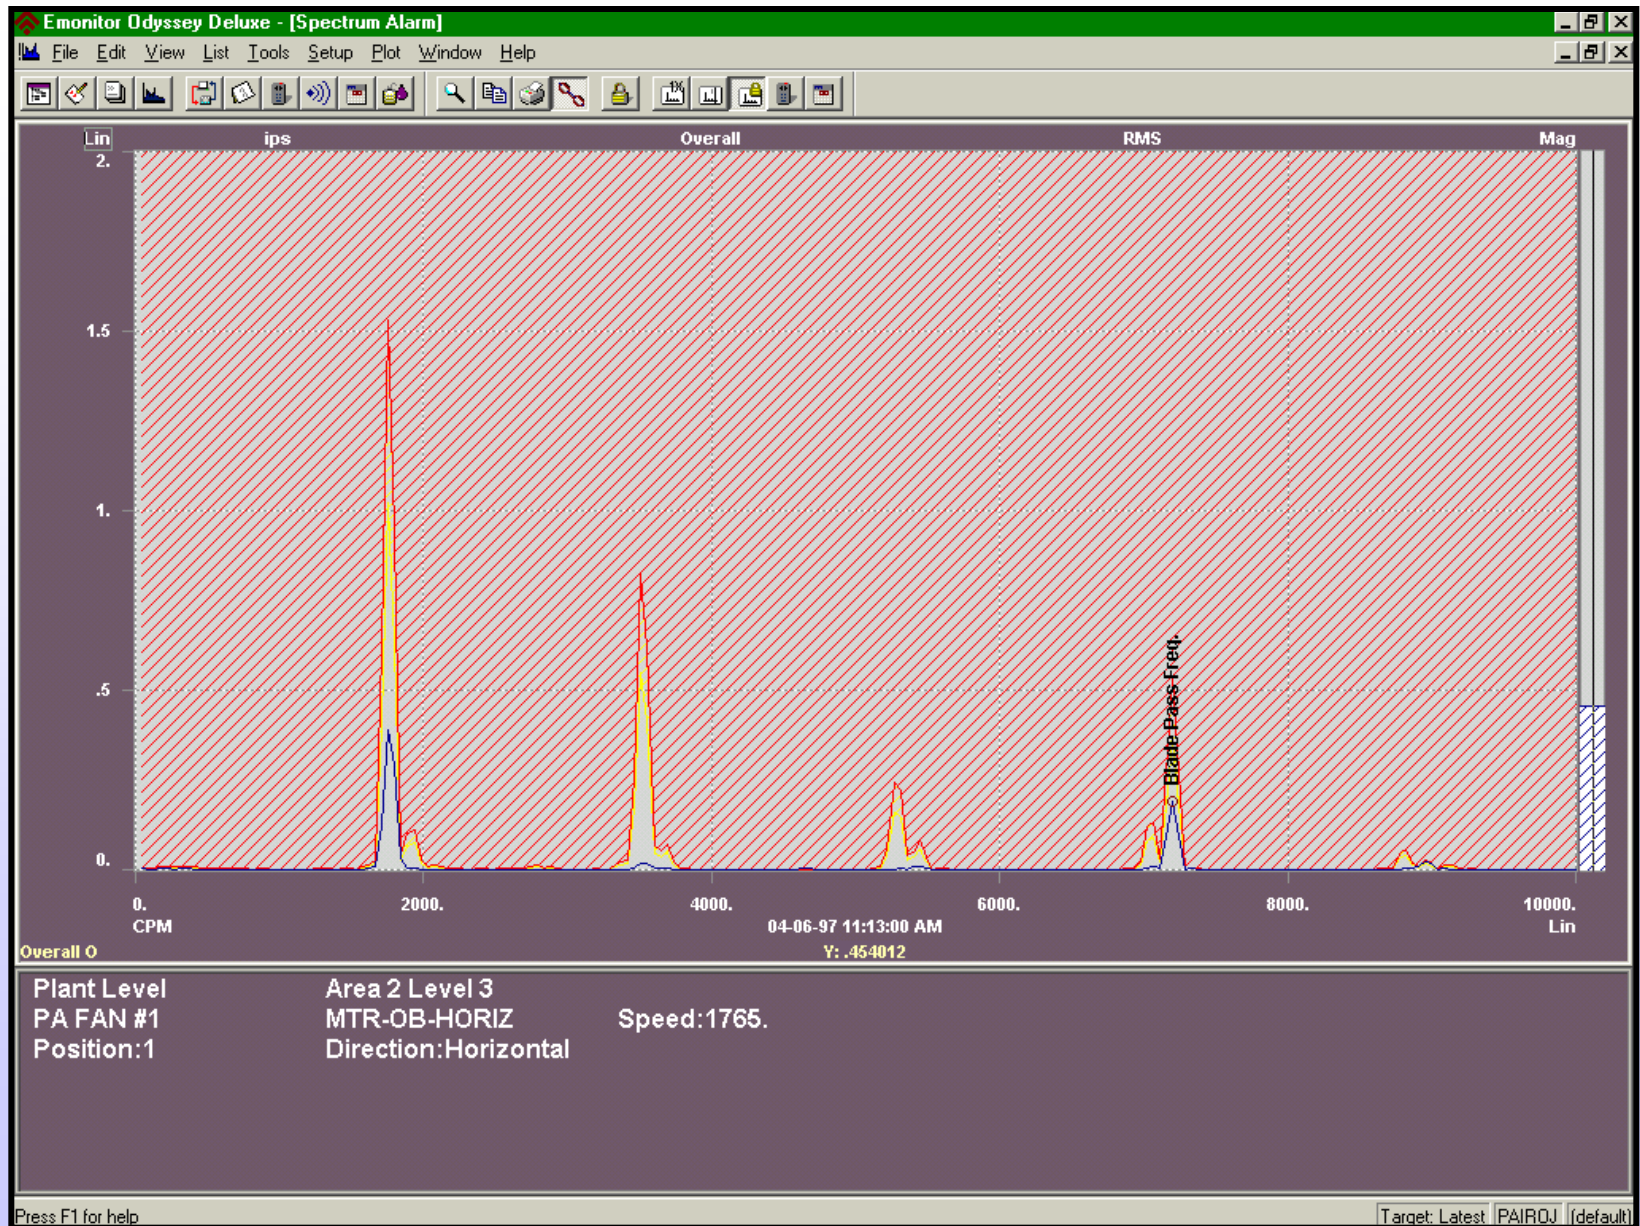 Emonitor Odyssey Deluxe - [Spectrum Alarm]
File Edit View List Tools Setup Plot Window Help
1X
Lin ips Overall RMS Mag
2.
1.5
1.
.5
0.
Blade Pass Freq.
0. 2000. 4000. 6000. 8000. 10000.
CPM 04-06-97 11:13:00 AM Lin
Overall O Y: .454012
Plant Level Area 2 Level 3
PA FAN #1 MTR-OB-HORIZ Speed:1765.
Position:1 Direction:Horizontal
Press F1 for help Target: Latest PAIROJ (default)